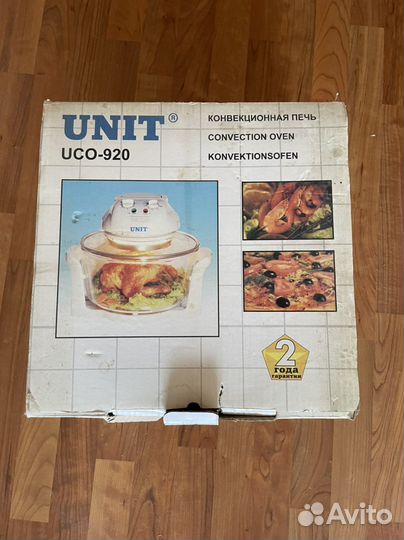 UNIT®
UCO-920
КОНВЕКЦИОННАЯ ПЕЧЬ
CONVECTION OVEN
KONVEKTIONSOFEN
UNIT
2
года
гарантии
Avito